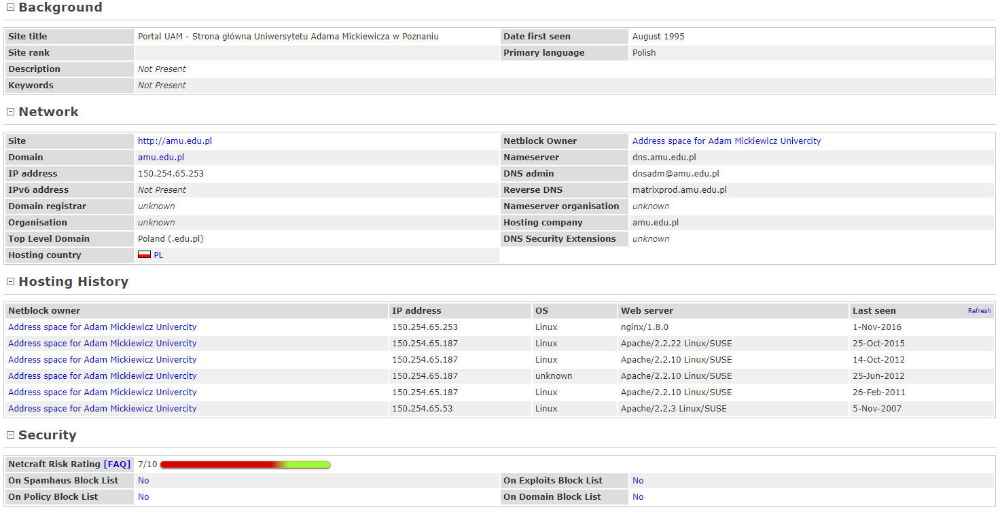 Background
Site title Portal UAM - Strona główna Uniwersytetu Adama Mickiewicza w Poznaniu Date first seen August 1995
Site rank Primary language Polish
Description Not Present
Keywords Not Present
Network
Site http://amu.edu.pl Netblock Owner Address space for Adam Mickiewicz Univercity
Domain amu.edu.pl Nameserver dns.amu.edu.pl
IP address 150.254.65.253 DNS admin dnsadm@amu.edu.pl
IPv6 address Not Present Reverse DNS matrixprod.amu.edu.pl
Domain registrar unknown Nameserver organisation unknown
Organisation unknown Hosting company amu.edu.pl
Top Level Domain Poland (.edu.pl) DNS Security Extensions unknown
Hosting country PL
Hosting History
Netblock owner IP address OS Web server Last seen Refresh
Address space for Adam Mickiewicz Univercity 150.254.65.253 Linux nginx/1.8.0 1-Nov-2016
Address space for Adam Mickiewicz Univercity 150.254.65.187 Linux Apache/2.2.22 Linux/SUSE 25-Oct-2015
Address space for Adam Mickiewicz Univercity 150.254.65.187 Linux Apache/2.2.10 Linux/SUSE 14-Oct-2012
Address space for Adam Mickiewicz Univercity 150.254.65.187 unknown Apache/2.2.10 Linux/SUSE 25-Jun-2012
Address space for Adam Mickiewicz Univercity 150.254.65.187 Linux Apache/2.2.10 Linux/SUSE 26-Feb-2011
Address space for Adam Mickiewicz Univercity 150.254.65.53 Linux Apache/2.2.3 Linux/SUSE 5-Nov-2007
Security
Netcraft Risk Rating [FAQ] 7/10
On Spamhaus Block List No On Exploits Block List No
On Policy Block List No On Domain Block List No